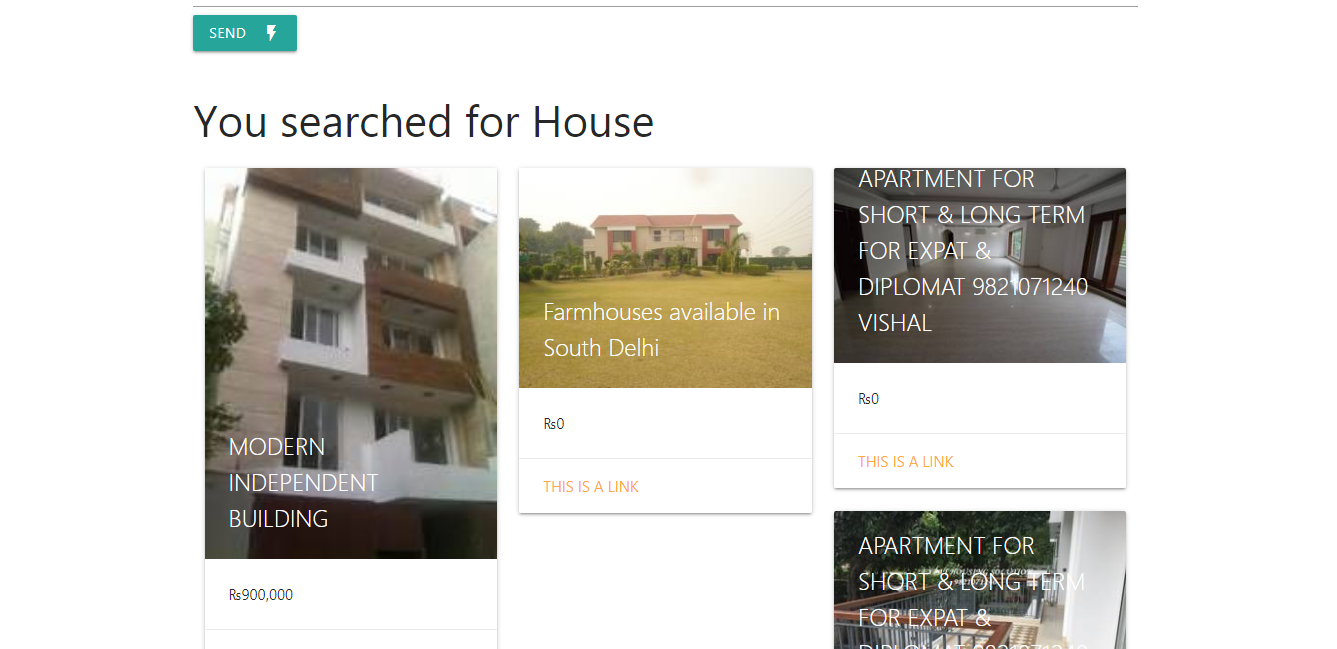 SEND
You searched for House
MODERN
INDEPENDENT
BUILDING
Rs900,000
Farmhouses available in
South Delhi
Rs0
THIS IS A LINK
APARTMENT FOR
SHORT & LONG TERM
FOR EXPAT &
DIPLOMAT 9821071240
VISHAL
Rs0
THIS IS A LINK
APARTMENT FOR
SHORT & LONG TERM
FOR EXPAT &
DIPLOMAT 9821071240